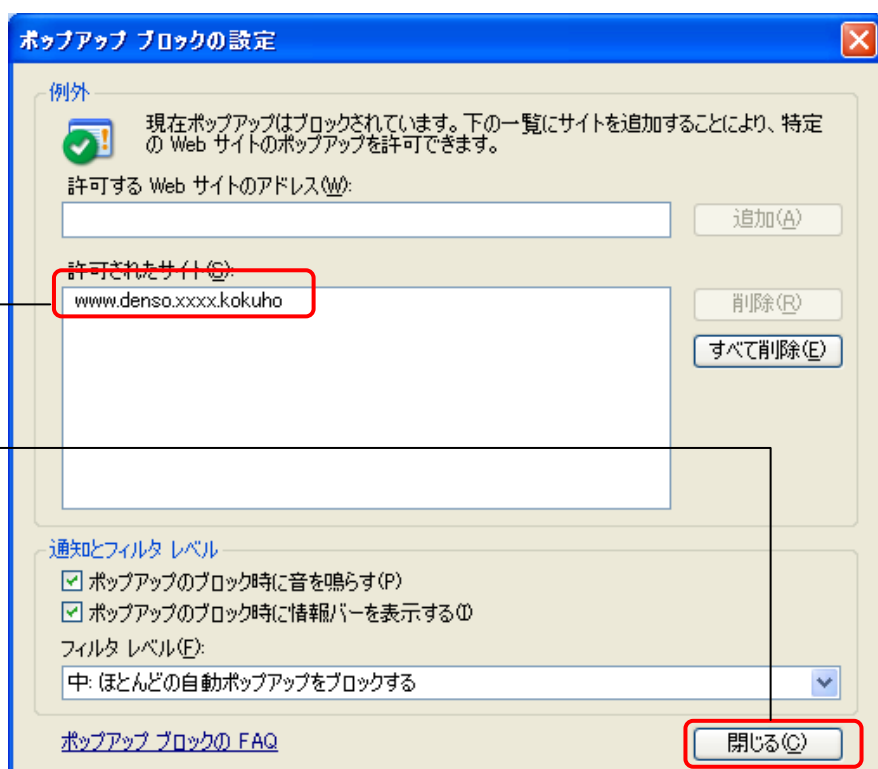 ポップアップ ブロックの設定
例外
現在ポップアップはブロックされています。下の一覧にサイトを追加することにより、特定
の Web サイトのポップアップを許可できます。
許可する Web サイトのアドレス(W):
追加(A)
許可されたサイト(S):
www.denso.xxxx.kokuho
削除(R)
すべて削除(E)
通知とフィルタ レベル
ポップアップのブロック時に音を鳴らす(P)
ポップアップのブロック時に情報バーを表示する(I)
フィルタ レベル(F):
中: ほとんどの自動ポップアップをブロックする
ポップアップ ブロックの FAQ
閉じる(C)